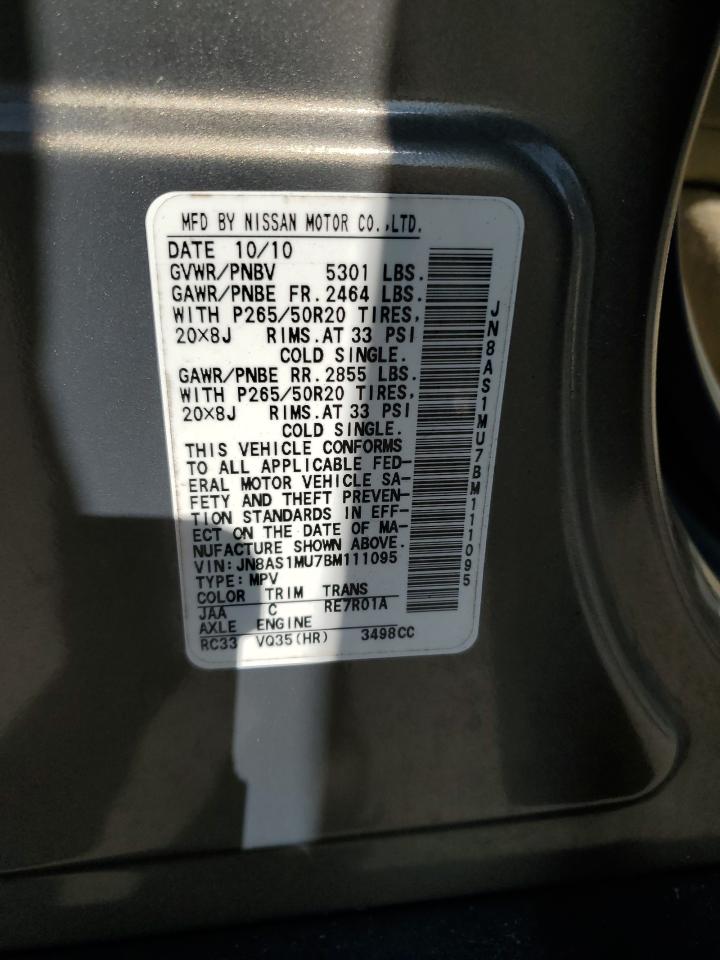 MFD BY NISSAN MOTOR CO.,LTD.
DATE 10/10
GVWR/PNBV 5301 LBS.
GAWR/PNBE FR. 2464 LBS.
WITH P265/50R20 TIRES,
20×8J RIMS.AT 33 PSI
COLD SINGLE.
GAWR/PNBE RR. 2855 LBS.
WITH P265/50R20 TIRES,
20×8J RIMS.AT 33 PSI
COLD SINGLE.
THIS VEHICLE CONFORMS
TO ALL APPLICABLE FED-
ERAL MOTOR VEHICLE SA-
FETY AND THEFT PREVEN-
TION STANDARDS IN EFF-
ECT ON THE DATE OF MA-
NUFACTURE SHOWN ABOVE.
VIN: JN8AS1MU7BM111095
TYPE: MPV
COLOR TRIM TRANS
JAA C RE7R01A
AXLE ENGINE
RC33 VQ35(HR) 3498CC
JN8AS1MU7BM111095